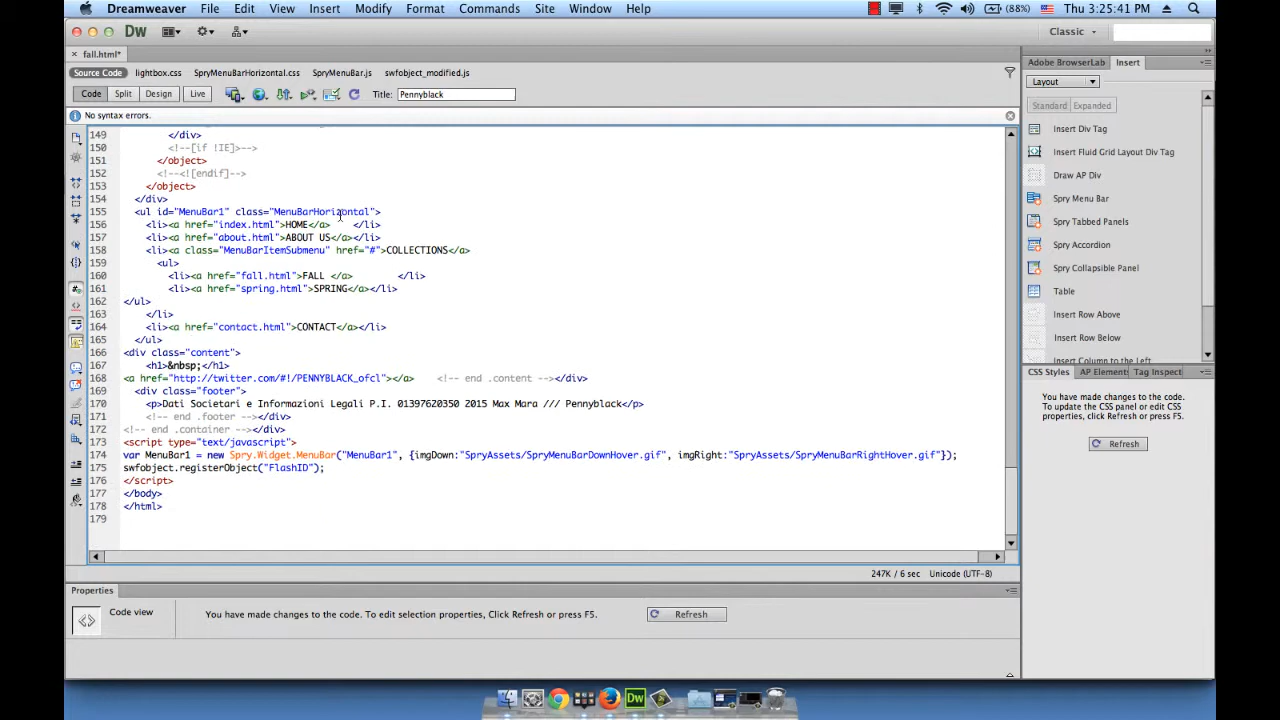 Dreamweaver File Edit View Insert Modify Format Commands Site Window Help (88%) Thu 3:25:41 PM
Dw Classic
× fall.html*
Source Code lightbox.css SpryMenuBarHorizontal.css SpryMenuBar.js swfobject_modified.js
Code Split Design Live Title: Pennyblack
No syntax errors.
149 </div>
150 <!--[if !IE]>-->
151 </object>
152 <!--<![endif]-->
153 </object>
154 </div>
155 <ul id="MenuBar1" class="MenuBarHorizontal">
156 <li><a href="index.html">HOME</a> </li>
157 <li><a href="about.html">ABOUT US</a></li>
158 <li><a class="MenuBarItemSubmenu" href="#">COLLECTIONS</a>
159 <ul>
160 <li><a href="fall.html">FALL </a> </li>
161 <li><a href="spring.html">SPRING</a></li>
162 </ul>
163 </li>
164 <li><a href="contact.html">CONTACT</a></li>
165 </ul>
166 <div class="content">
167 <h1>&nbsp;</h1>
168 <a href="http://twitter.com/#!/PENNYBLACK_ofcl"></a> <!-- end .content --></div>
169 <div class="footer">
170 <p>Dati Societari e Informazioni Legali P.I. 01397620350 2015 Max Mara /// Pennyblack</p>
171 <!-- end .footer --></div>
172 <!-- end .container --></div>
173 <script type="text/javascript">
174 var MenuBar1 = new Spry.Widget.MenuBar("MenuBar1", {imgDown:"SpryAssets/SpryMenuBarDownHover.gif", imgRight:"SpryAssets/SpryMenuBarRightHover.gif"});
175 swfobject.registerObject("FlashID");
176 </script>
177 </body>
178 </html>
179
247K / 6 sec Unicode (UTF-8)
Properties
Code view
You have made changes to the code. To edit selection properties, Click Refresh or press F5.
Refresh
Adobe BrowserLab Insert
Layout
Standard Expanded
Insert Div Tag
Insert Fluid Grid Layout Div Tag
Draw AP Div
Spry Menu Bar
Spry Tabbed Panels
Spry Accordion
Spry Collapsible Panel
Table
Insert Row Above
Insert Row Below
Insert Column to the Left
CSS Styles AP Element Tag Inspect
You have made changes to the code.
To update the CSS panel or edit CSS
properties, click Refresh or press F5.
Refresh
Dw